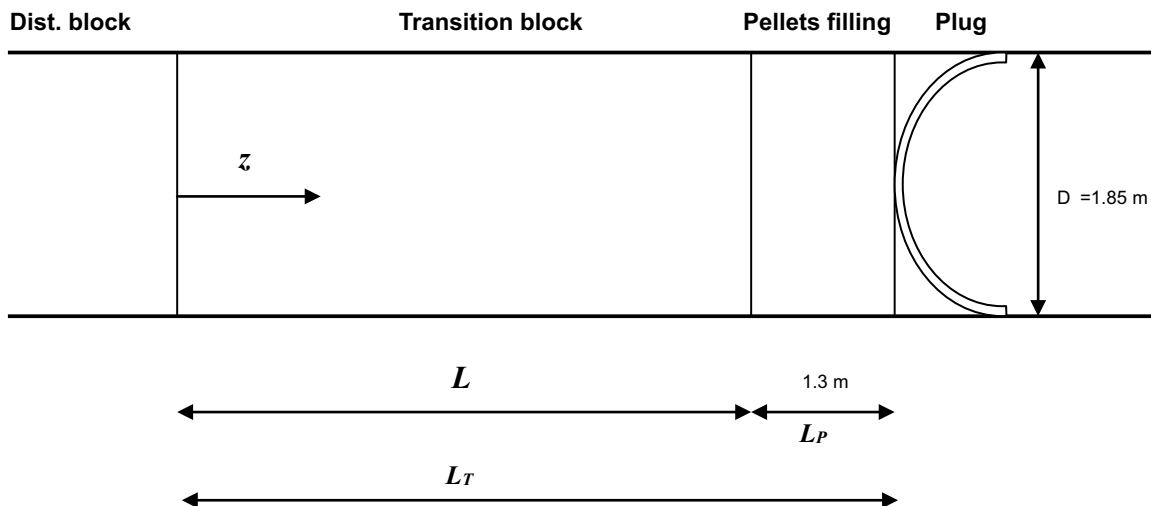 Dist. block Transition block Pellets filling Plug
z
D =1.85 m
L 1.3 m
LP
LT